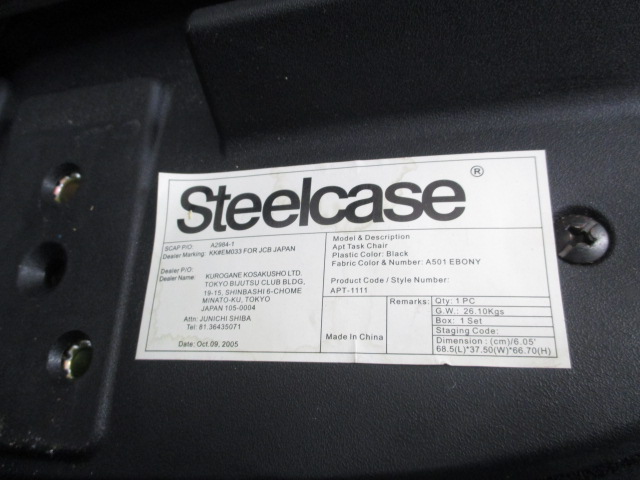 Steelcase®
SCAP P/O: A2984-1
Dealer Marking: KK#EM033 FOR JCB JAPAN
Dealer P/O:
Dealer Name: KUROGANE KOSAKUSHO LTD.
TOKYO BIJUTSU CLUB BLDG,
19-15, SHINBASHI 6-CHOME
MINATO-KU, TOKYO
JAPAN 105-0004
Attn: JUNICHI SHIBA
Tel: 81.36435071
Date: Oct.09, 2005
Model & Description
Apt Task Chair
Plastic Color: Black
Fabric Color & Number: A501 EBONY
Product Code / Style Number:
APT-1111
Made In China
Remarks: Qty: 1 PC
G.W.: 26.10Kgs
Box: 1 Set
Staging Code:
Dimension : (cm)/6.05'
68.5(L)*37.50(W)*66.70(H)